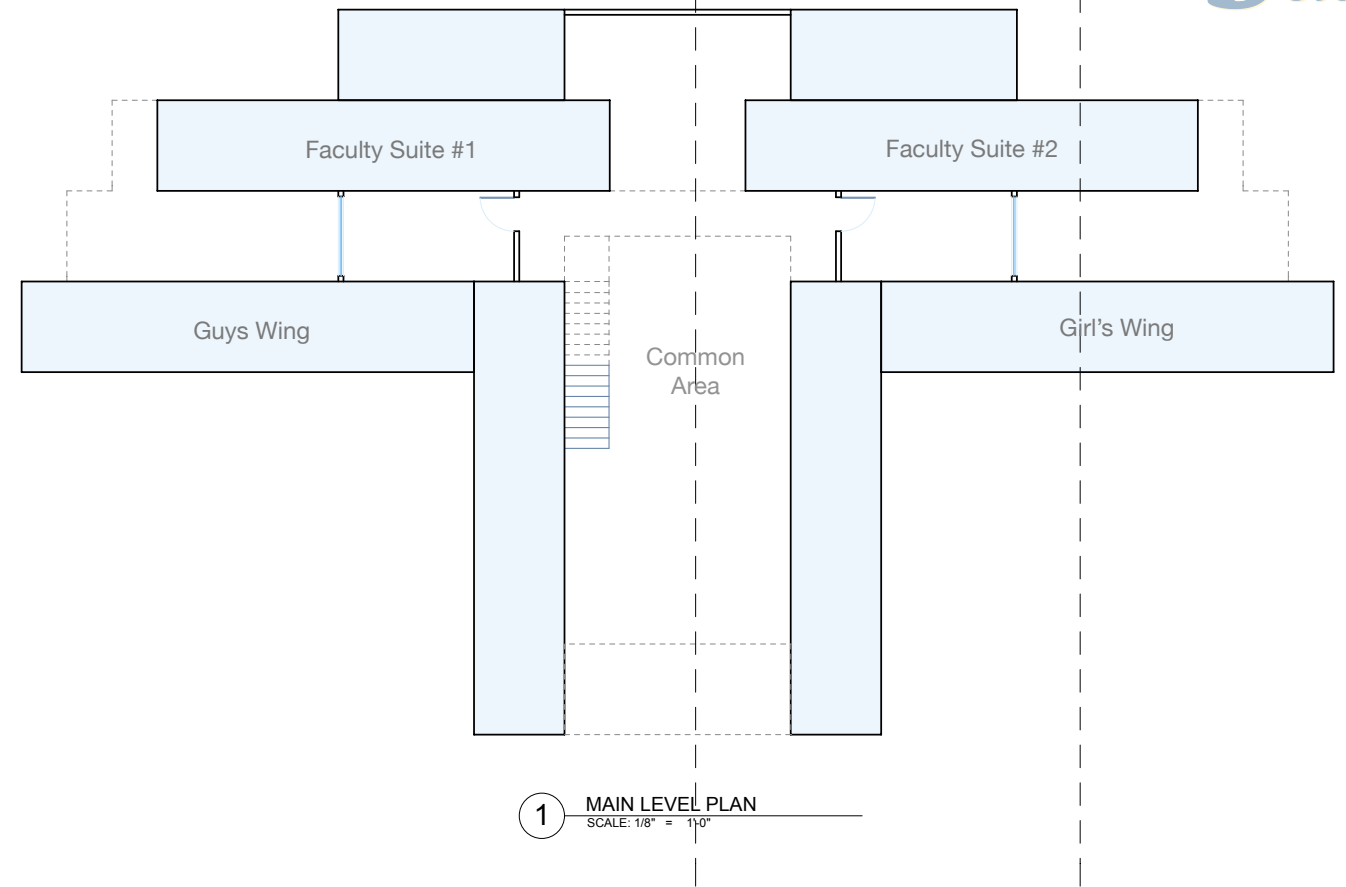 Faculty Suite #1
Faculty Suite #2
Guys Wing
Girl's Wing
Common
Area
1
MAIN LEVEL PLAN
SCALE: 1/8" = 1'-0"